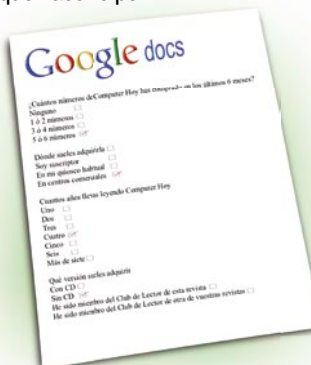 Google docs
¿Cuántos números de Computer Hoy has comprado en los últimos 6 meses?
Ninguno
1 ó 2 números
3 ó 4 números
5 ó 6 números
Dónde sueles adquirirla
Soy suscriptor
En mi quiosco habitual
En centros comerciales
Cuantos años llevas leyendo Computer Hoy
Uno
Dos
Tres
Cuatro
Cinco
Seis
Más de siete
Qué versión sueles adquirir
Con CD
Sin CD
He sido miembro del Club de Lector de esta revista
He sido miembro del Club de Lector de otra de vuestras revistas